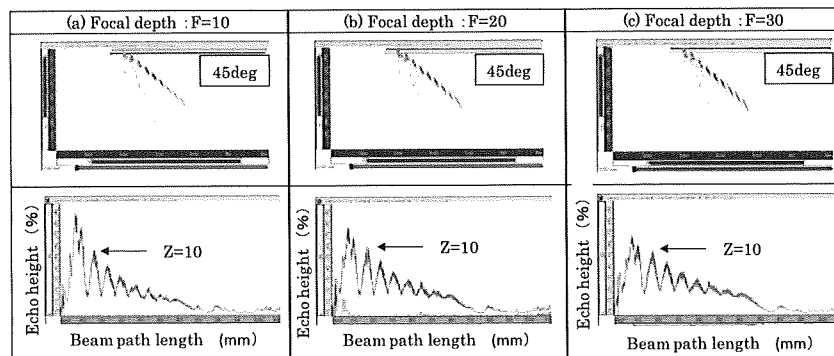 (a) Focal depth : F=10
(b) Focal depth : F=20
(c) Focal depth : F=30
45deg
45deg
45deg
Echo height (%)
Z=10
Beam path length (mm)
Echo height (%)
Z=10
Beam path length (mm)
Echo height (%)
Z=10
Beam path length (mm)